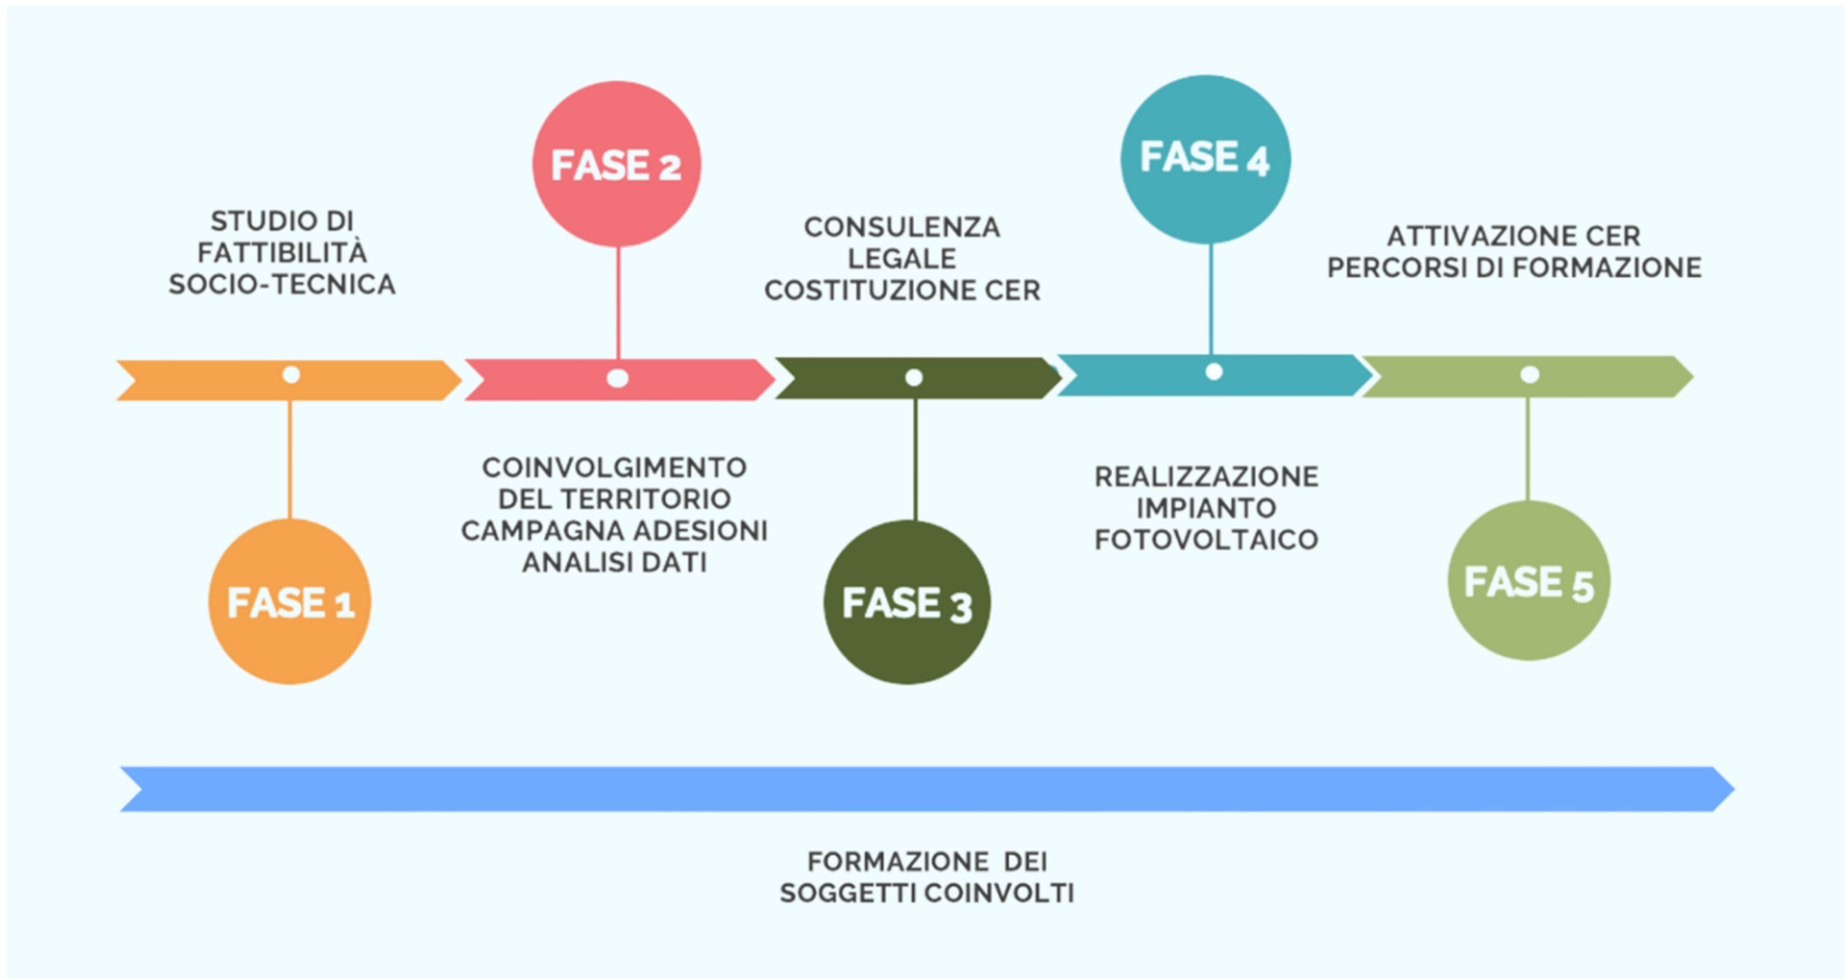 STUDIO DI
FATTIBILITÀ
SOCIO-TECNICA
FASE 1
FASE 2
COINVOLGIMENTO
DEL TERRITORIO
CAMPAGNA ADESIONI
ANALISI DATI
CONSULENZA
LEGALE
COSTITUZIONE CER
FASE 3
FASE 4
REALIZZAZIONE
IMPIANTO
FOTOVOLTAICO
ATTIVAZIONE CER
PERCORSI DI FORMAZIONE
FASE 5
FORMAZIONE DEI
SOGGETTI COINVOLTI